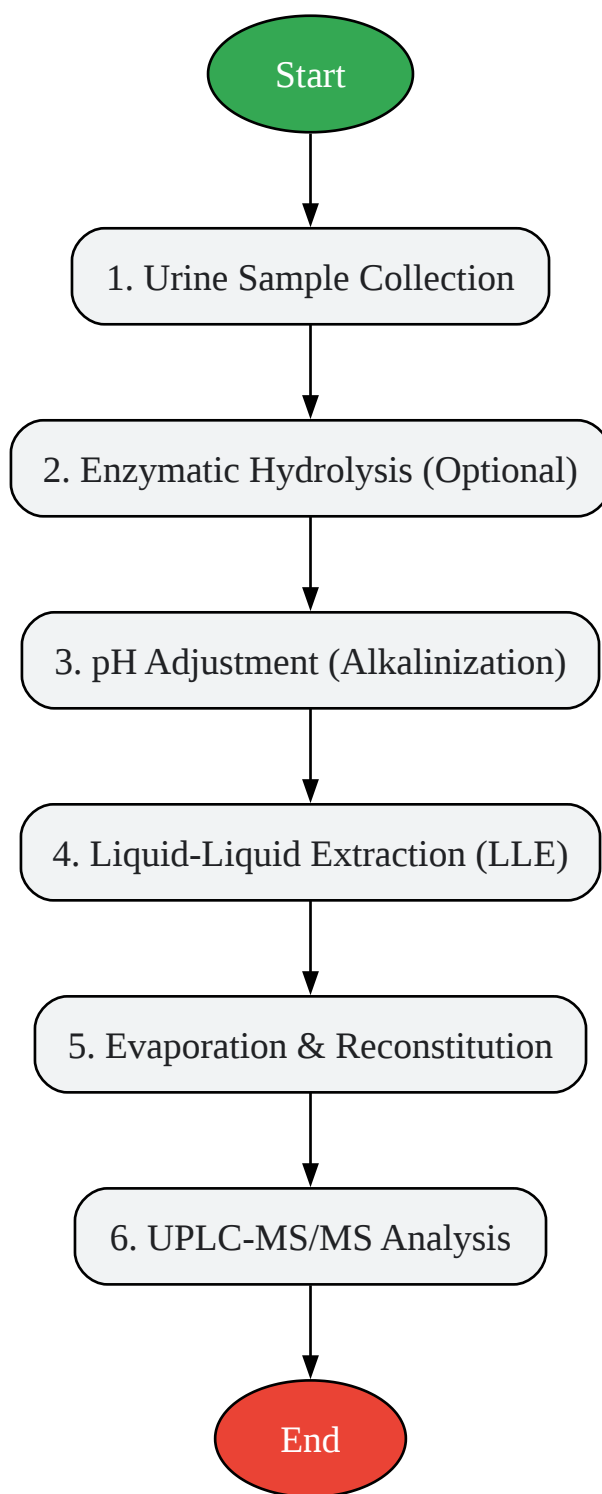 Start
1. Urine Sample Collection
2. Enzymatic Hydrolysis (Optional)
3. pH Adjustment (Alkalinization)
4. Liquid-Liquid Extraction (LLE)
5. Evaporation & Reconstitution
6. UPLC-MS/MS Analysis
End